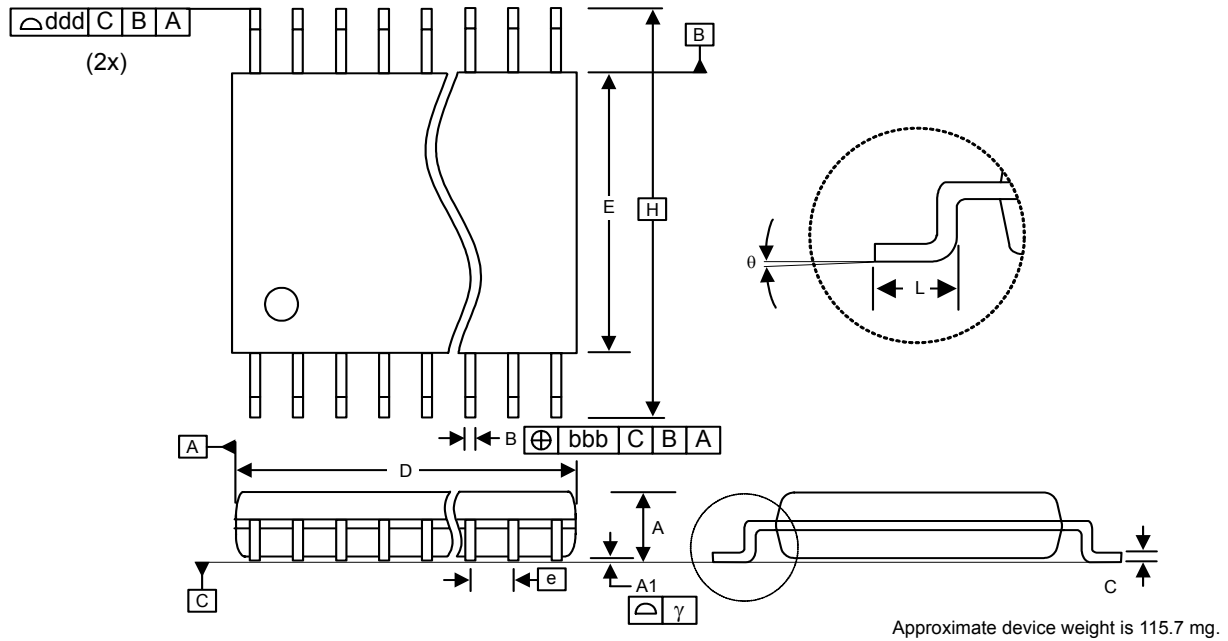 ddd C B A
(2x)
B
E
H
θ
L
B
⊕ bbb C B A
A
D
A
e
A1
C
C
γ
Approximate device weight is 115.7 mg.